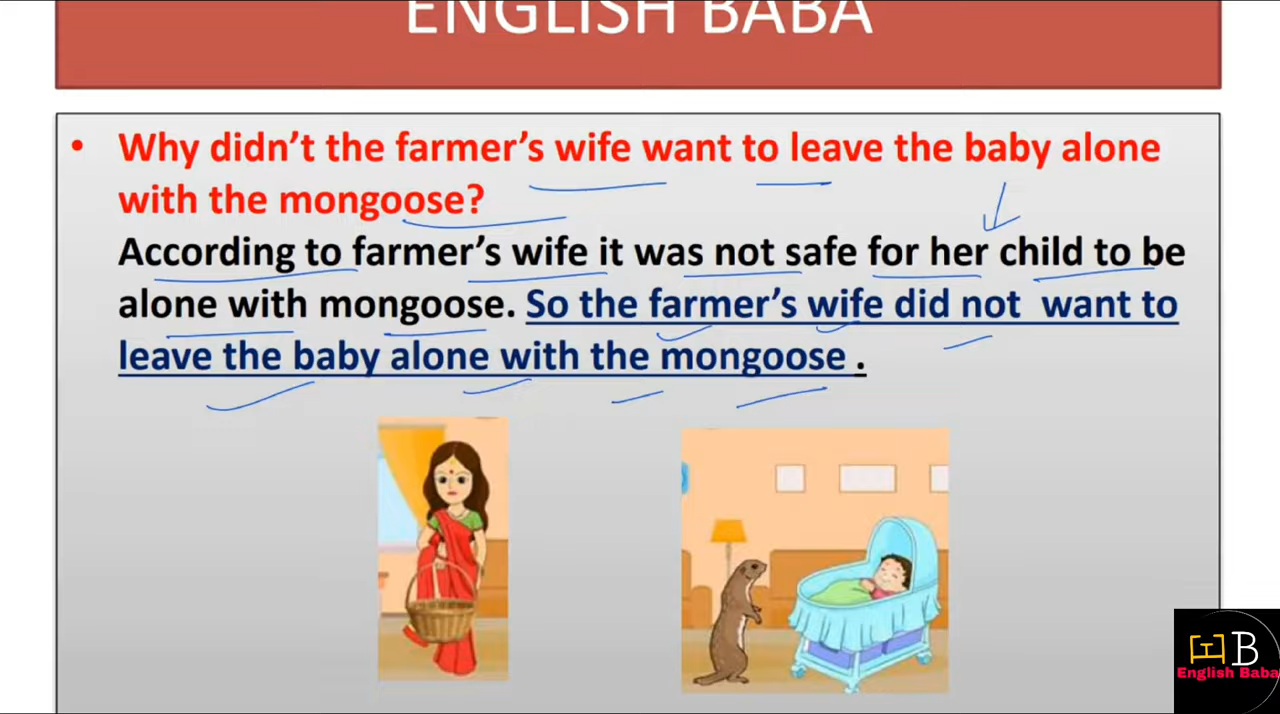 ENGLISH BABA
• Why didn't the farmer's wife want to leave the baby alone
with the mongoose?
According to farmer's wife it was not safe for her child to be
alone with mongoose. So the farmer's wife did not want to
leave the baby alone with the mongoose .
EB
English Baba